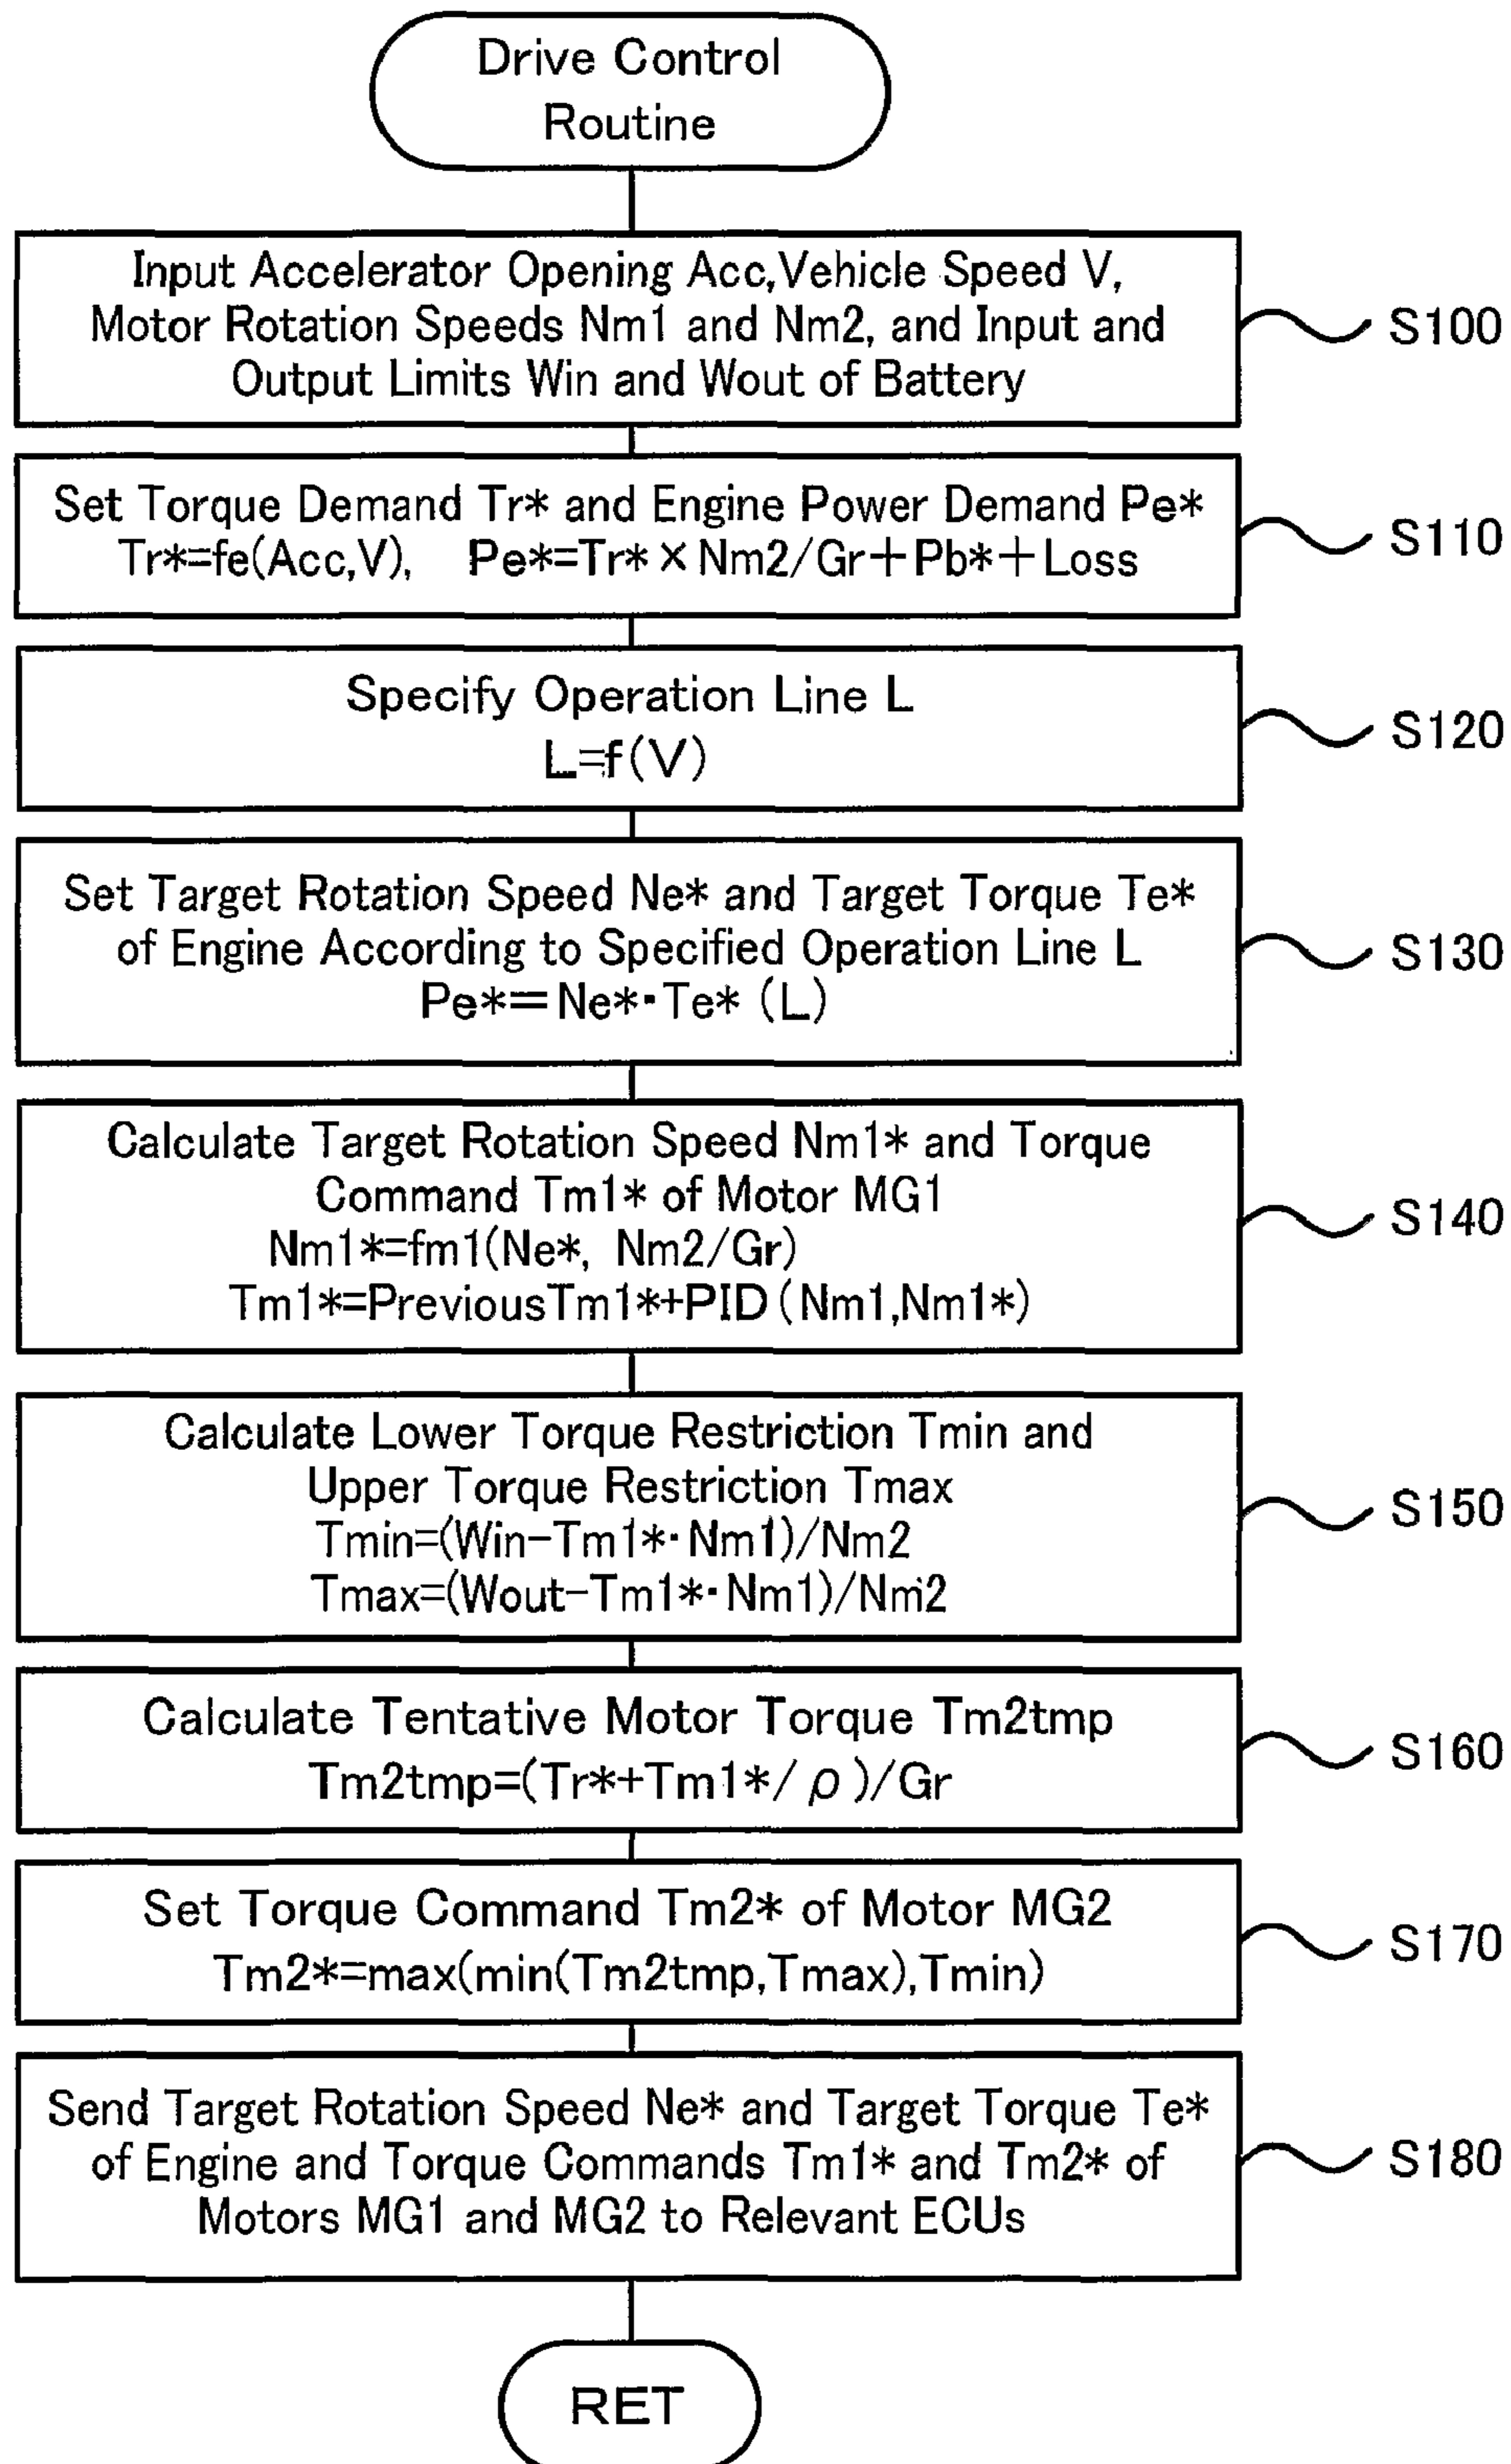 Drive Control
Routine
Input Accelerator Opening Acc,Vehicle Speed V,
Motor Rotation Speeds Nm1 and Nm2, and Input and
Output Limits Win and Wout of Battery
S100
Set Torque Demand Tr* and Engine Power Demand Pe*
Tr*=fe(Acc,V), Pe*=Tr*×Nm2/Gr+Pb*+Loss
S110
Specify Operation Line L
L=f(V)
S120
Set Target Rotation Speed Ne* and Target Torque Te*
of Engine According to Specified Operation Line L
Pe*=Ne*·Te* (L)
S130
Calculate Target Rotation Speed Nm1* and Torque
Command Tm1* of Motor MG1
Nm1*=fm1(Ne*, Nm2/Gr)
Tm1*=PreviousTm1*+PID(Nm1,Nm1*)
S140
Calculate Lower Torque Restriction Tmin and
Upper Torque Restriction Tmax
Tmin=(Win-Tm1*·Nm1)/Nm2
Tmax=(Wout-Tm1*·Nm1)/Nm2
S150
Calculate Tentative Motor Torque Tm2tmp
Tm2tmp=(Tr*+Tm1*/ρ)/Gr
S160
Set Torque Command Tm2* of Motor MG2
Tm2*=max(min(Tm2tmp,Tmax),Tmin)
S170
Send Target Rotation Speed Ne* and Target Torque Te*
of Engine and Torque Commands Tm1* and Tm2* of
Motors MG1 and MG2 to Relevant ECUs
S180
RET